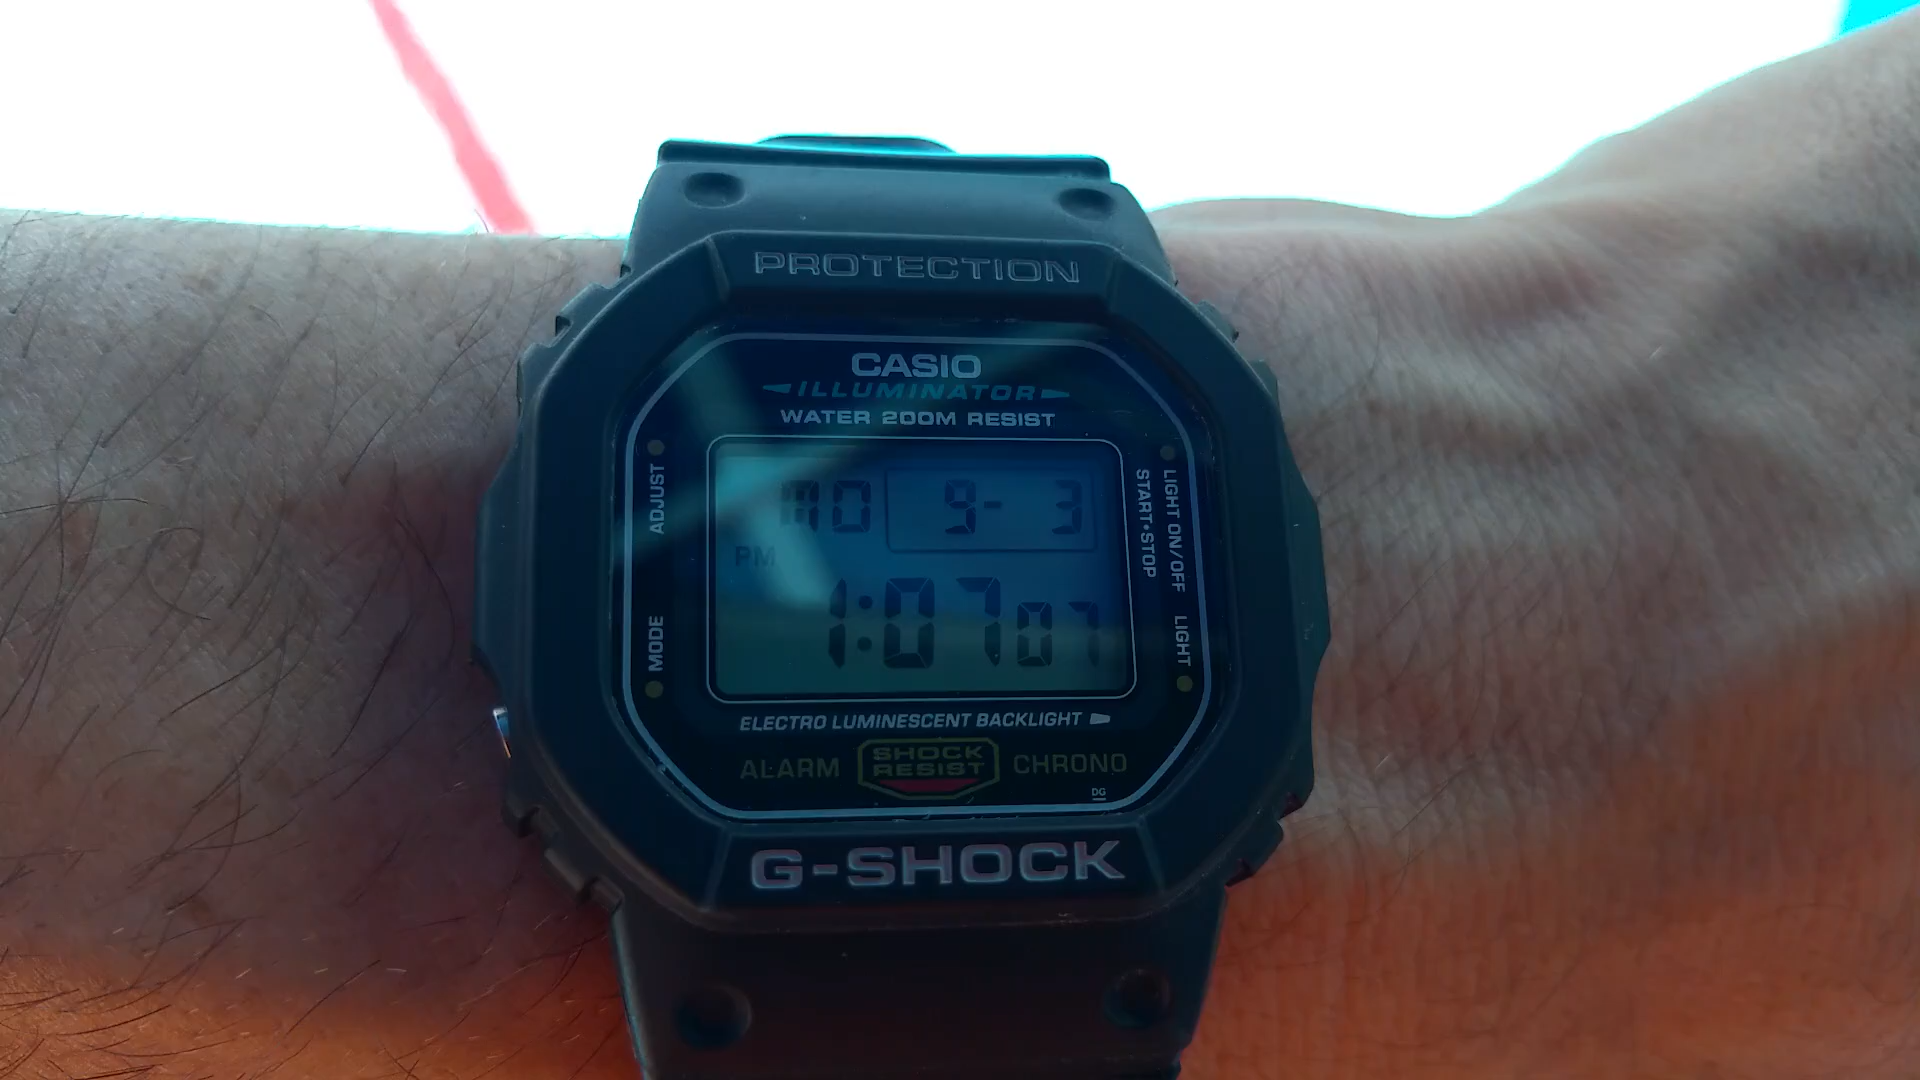 PROTECTION
CASIO
ILLUMINATOR
WATER 200M RESIST
ADJUST
MODE
LIGHT ON/OFF
START•STOP
LIGHT
MO 9- 3
PM
1:07 07
ELECTRO LUMINESCENT BACKLIGHT
ALARM SHOCK RESIST CHRONO
DG
G-SHOCK